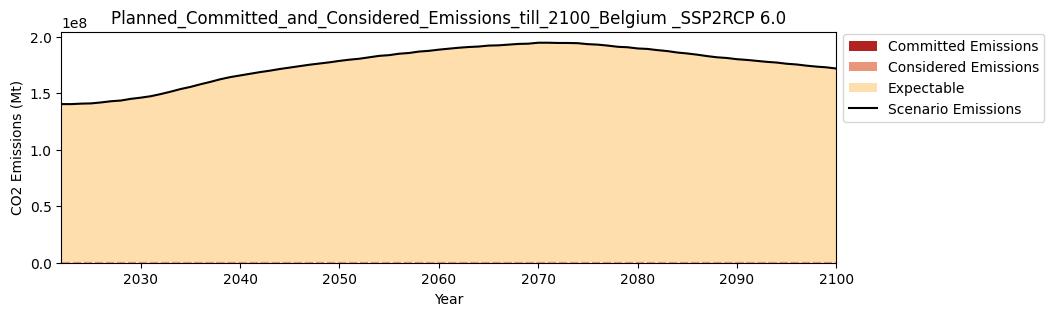 Planned_Committed_and_Considered_Emissions_till_2100_Belgium _SSP2RCP 6.0
1e8
2.0
1.5
1.0
0.5
0.0
CO2 Emissions (Mt)
2030 2040 2050 2060 2070 2080 2090 2100
Year
Committed Emissions
Considered Emissions
Expectable
Scenario Emissions